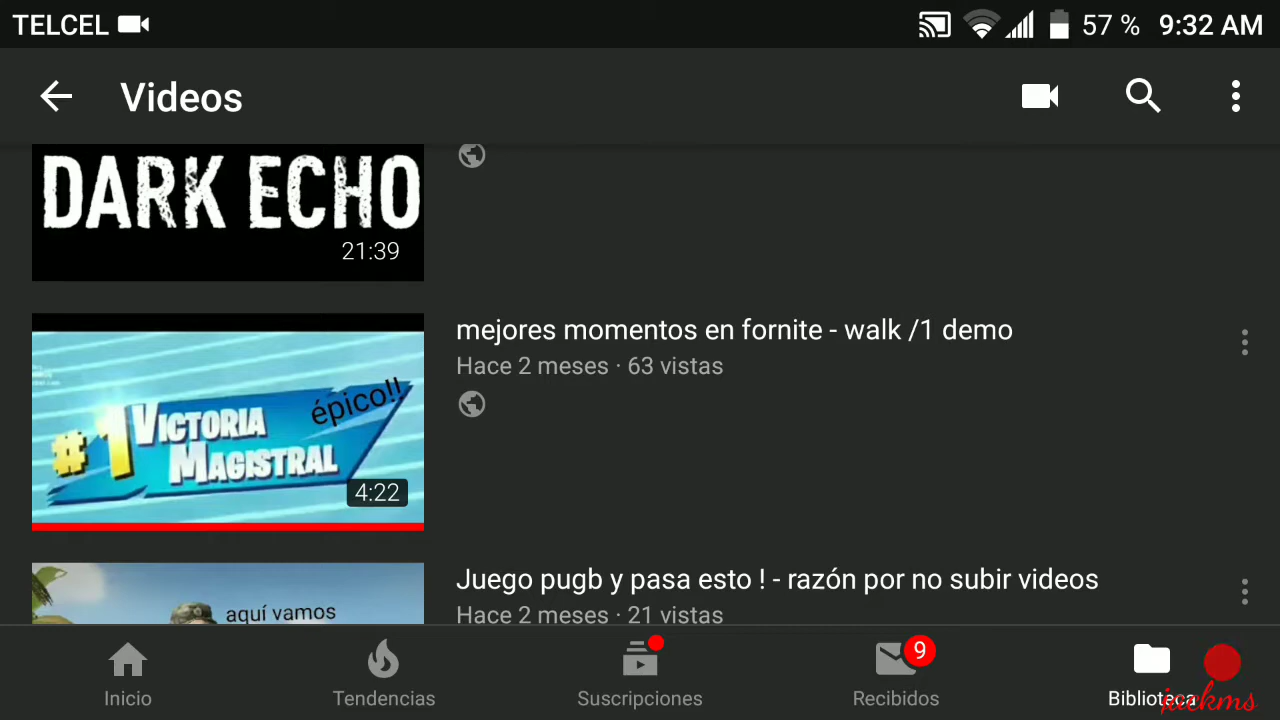 TELCEL 57 % 9:32 AM
Videos
DARK ECHO
21:39
mejores momentos en fornite - walk /1 demo
Hace 2 meses · 63 vistas
épico!!
#1 VICTORIA
MAGISTRAL
4:22
Juego pugb y pasa esto ! - razón por no subir videos
Hace 2 meses · 21 vistas
aquí vamos
9
Inicio Tendencias Suscripciones Recibidos Biblioteca
jackms